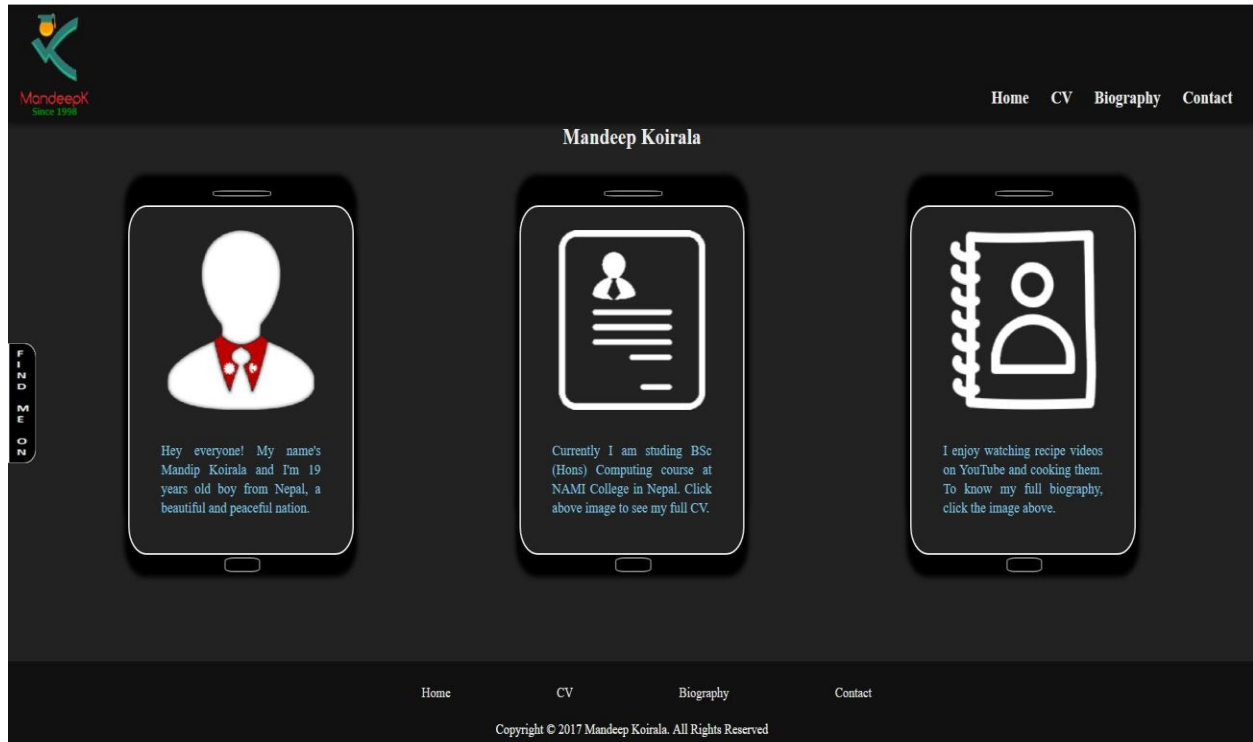 MandeepK
Since 1998
Home CV Biography Contact
Mandeep Koirala
FIND ME ON
Hey everyone! My name's
Mandip Koirala and I'm 19
years old boy from Nepal, a
beautiful and peaceful nation.
Currently I am studing BSc
(Hons) Computing course at
NAMI College in Nepal. Click
above image to see my full CV.
I enjoy watching recipe videos
on YouTube and cooking them.
To know my full biography,
click the image above.
Home CV Biography Contact
Copyright © 2017 Mandeep Koirala. All Rights Reserved